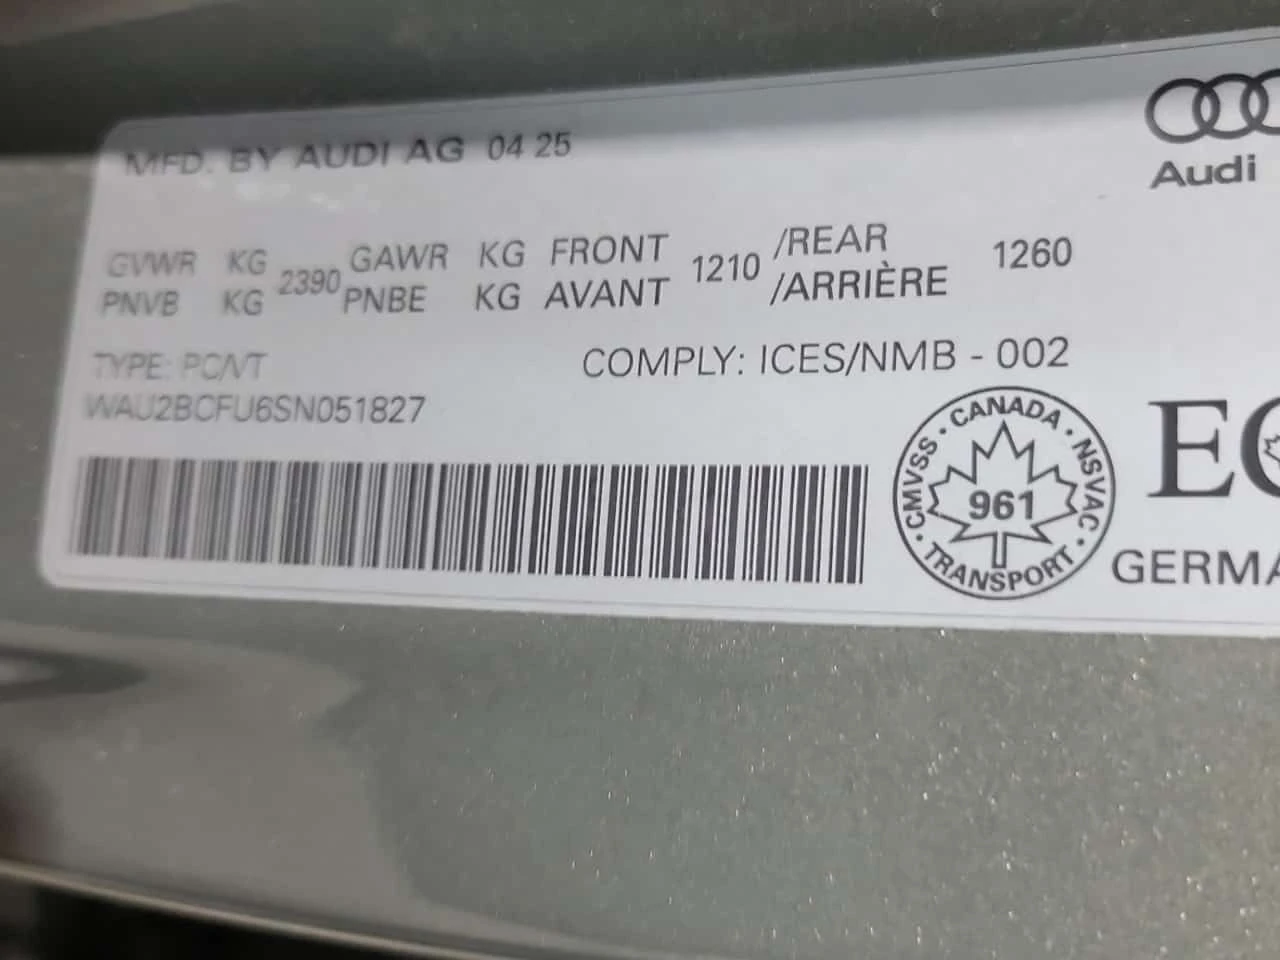 MFD. BY AUDI AG 04 25
Audi
GVWR KG 2390 GAWR KG FRONT 1210 /REAR 1260
PNVB KG PNBE KG AVANT /ARRIÈRE
TYPE: PC/VT COMPLY: ICES/NMB - 002
WAU2BCFU6SN051827
CANADA · NSVAC · TRANSPORT · CMVSS ·
961
EC
GERMA